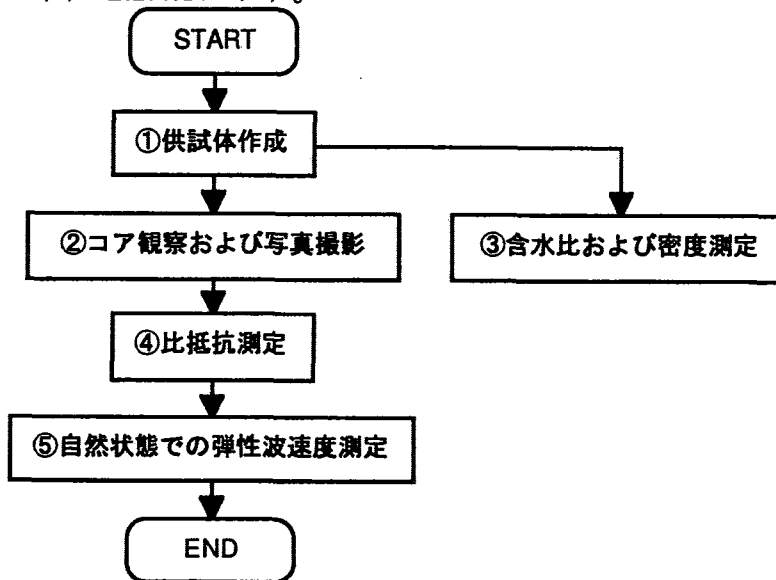 START
①供試体作成
②コア観察および写真撮影
③含水比および密度測定
④比抵抗測定
⑤自然状態での弾性波速度測定
END